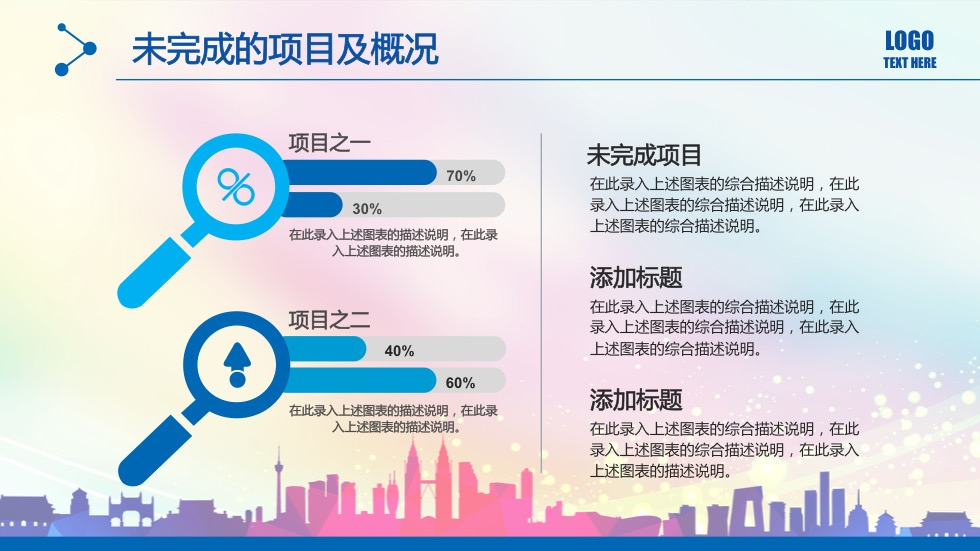 未完成的项目及概况
LOGO
TEXT HERE
项目之一
70%
30%
在此录入上述图表的描述说明，在此录
入上述图表的描述说明。
项目之二
40%
60%
在此录入上述图表的描述说明，在此录
入上述图表的描述说明。
未完成项目
在此录入上述图表的综合描述说明，在此
录入上述图表的综合描述说明，在此录入
上述图表的综合描述说明。
添加标题
在此录入上述图表的综合描述说明，在此
录入上述图表的综合描述说明，在此录入
上述图表的综合描述说明。
添加标题
在此录入上述图表的综合描述说明，在此
录入上述图表的综合描述说明，在此录入
上述图表的描述说明。
%